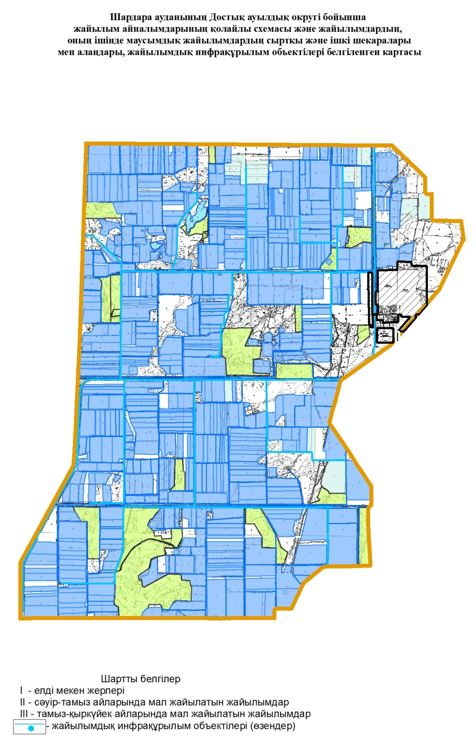 Шардара ауданының Достық ауылдық округі бойынша
жайылым айналымдарының қолайлы схемасы және жайылымдардың,
оның ішінде маусымдық жайылымдардың сыртқы және ішкі шекаралары
мен алаңдары, жайылымдық инфрақұрылым объектілері белгіленген картасы
Шартты белгілер
I - елді мекен жерлері
II - сәуір-тамыз айларында мал жайылатын жайылымдар
III - тамыз-қыркүйек айларында мал жайылатын жайылымдар
- жайылымдық инфрақұрылым объектілері (өзендер)